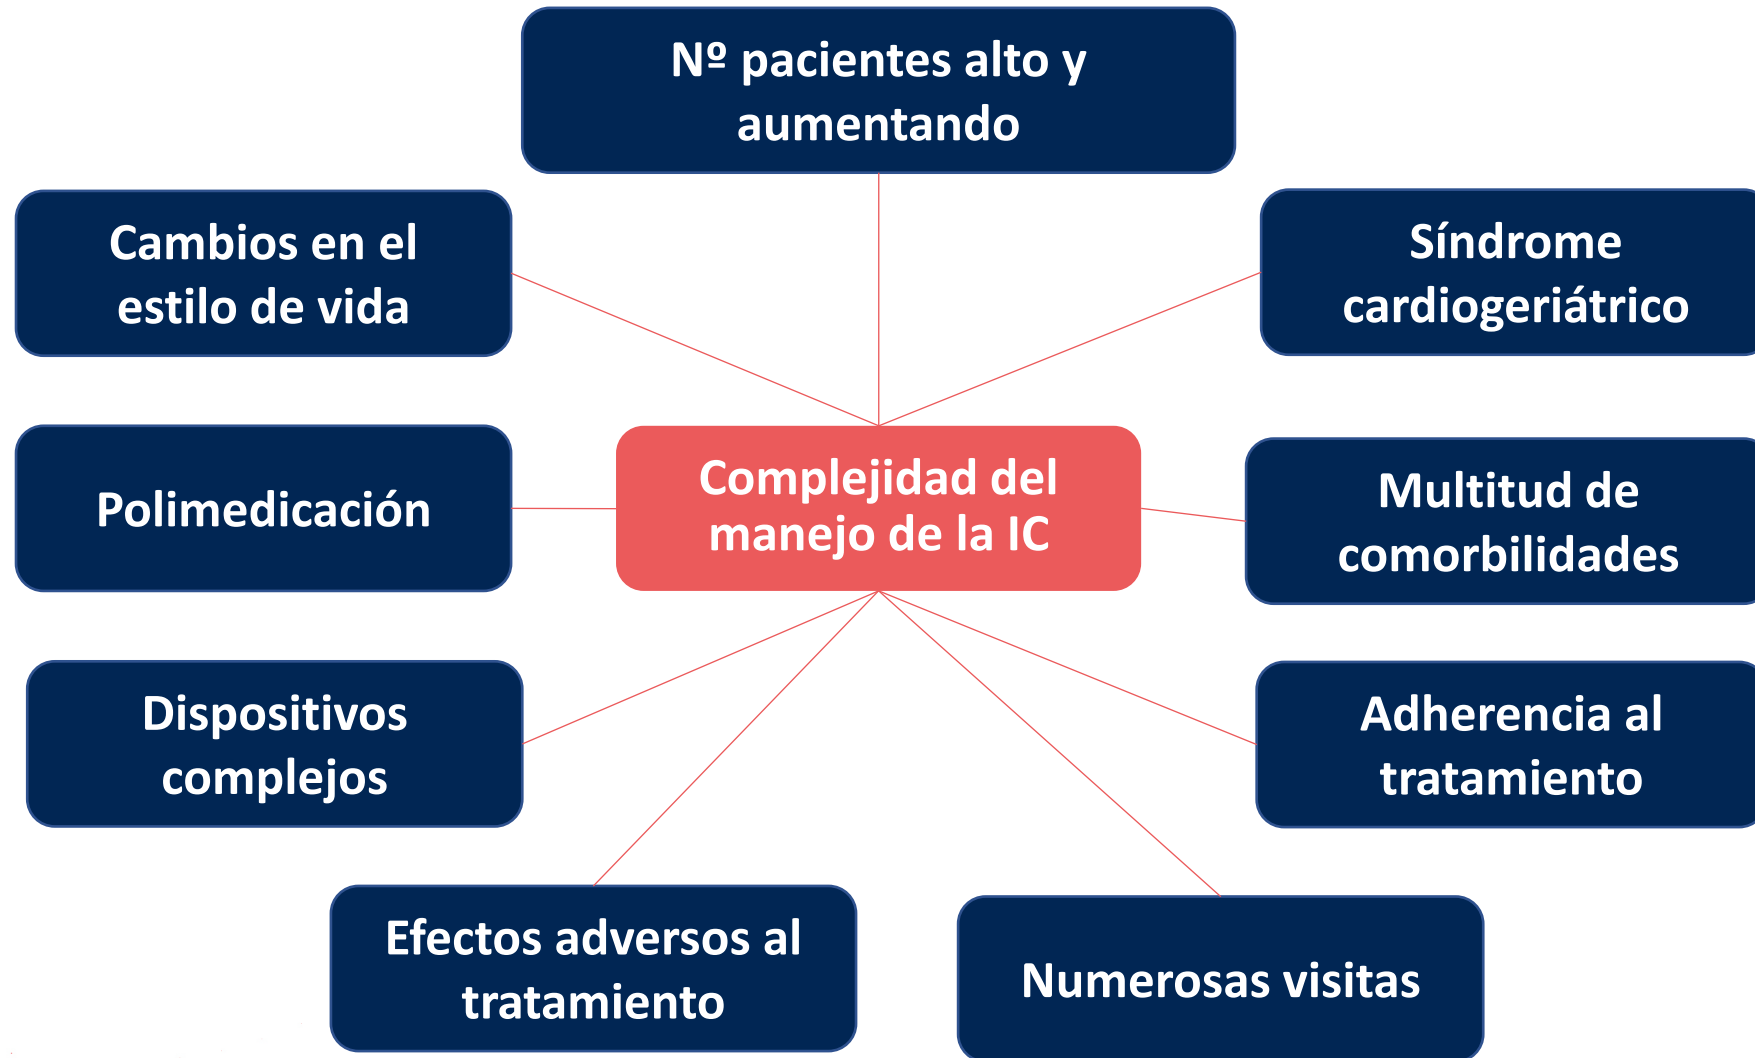 Nº pacientes alto y
aumentando
Cambios en el
estilo de vida
Síndrome
cardiogeriátrico
Polimedicación
Complejidad del
manejo de la IC
Multitud de
comorbilidades
Dispositivos
complejos
Adherencia al
tratamiento
Efectos adversos al
tratamiento
Numerosas visitas